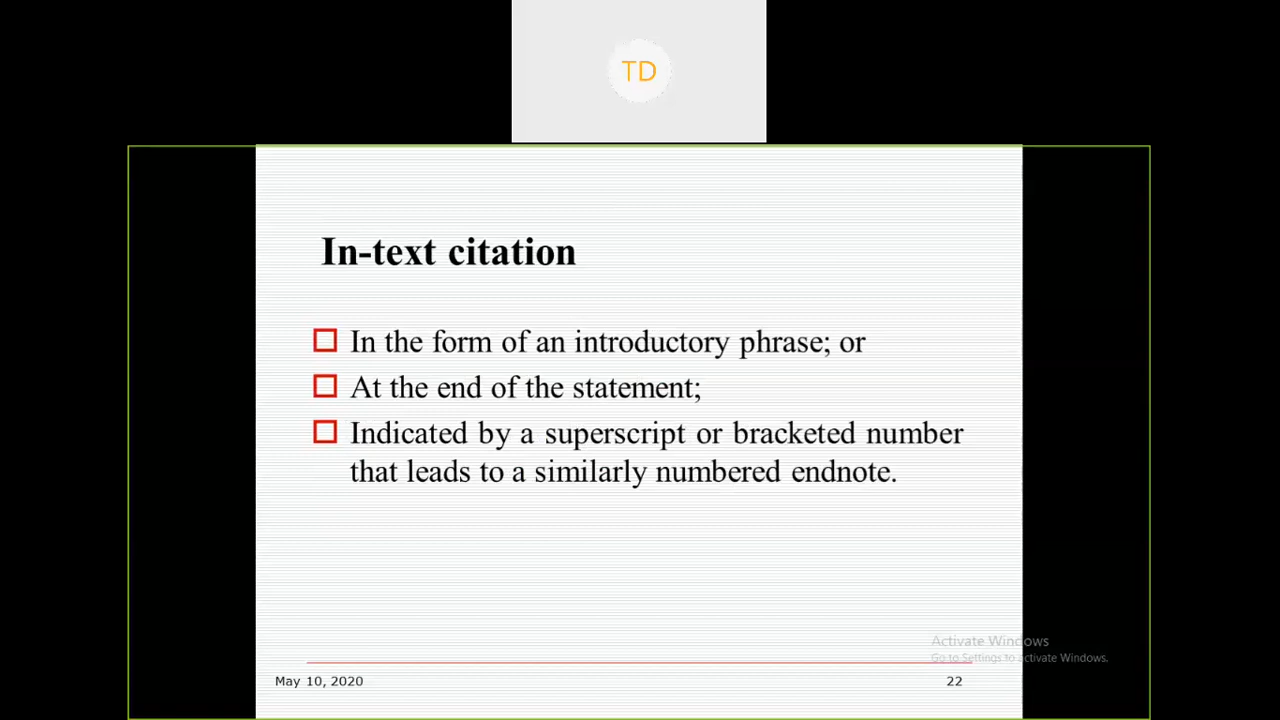 TD
In-text citation
In the form of an introductory phrase; or
At the end of the statement;
Indicated by a superscript or bracketed number
that leads to a similarly numbered endnote.
Activate Windows
Go to Settings to activate Windows.
May 10, 2020
22